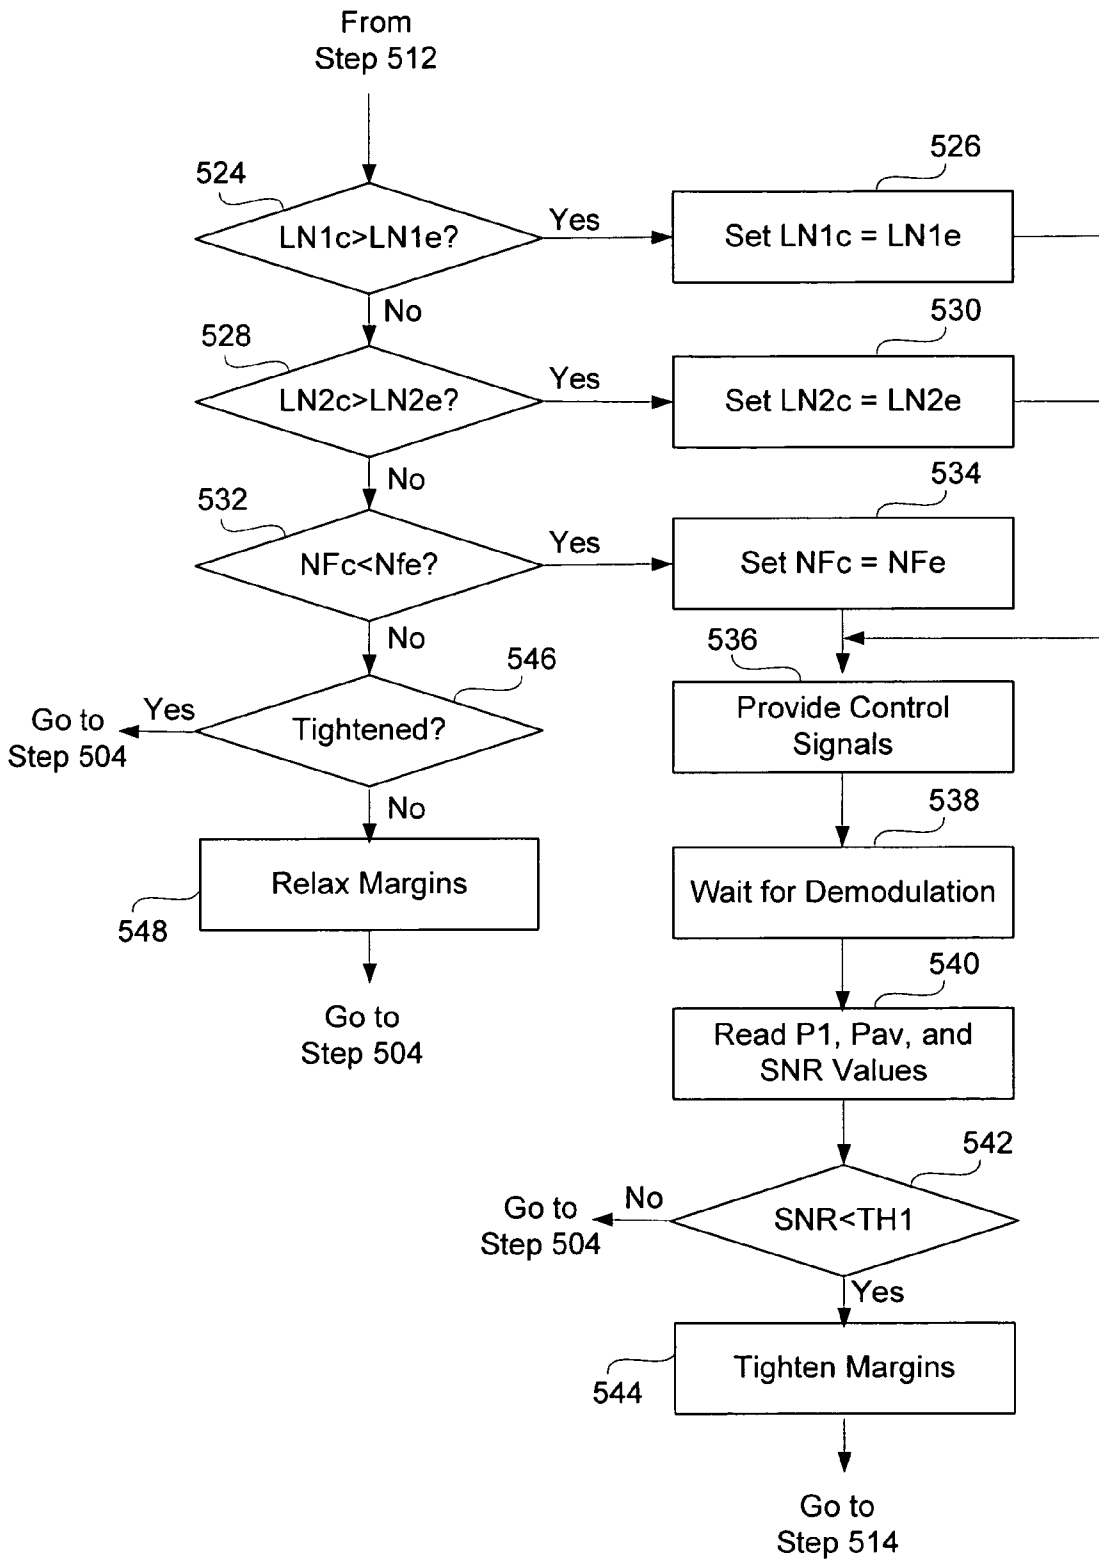 From
Step 512
524
LN1c>LN1e?
Yes
526
Set LN1c = LN1e
No
528
LN2c>LN2e?
Yes
530
Set LN2c = LN2e
No
532
NFc<Nfe?
Yes
534
Set NFc = NFe
No
546
Tightened?
Yes
Go to
Step 504
No
Relax Margins
548
Go to
Step 504
536
Provide Control
Signals
538
Wait for Demodulation
540
Read P1, Pav, and
SNR Values
542
SNR<TH1
No
Go to
Step 504
Yes
Tighten Margins
544
Go to
Step 514